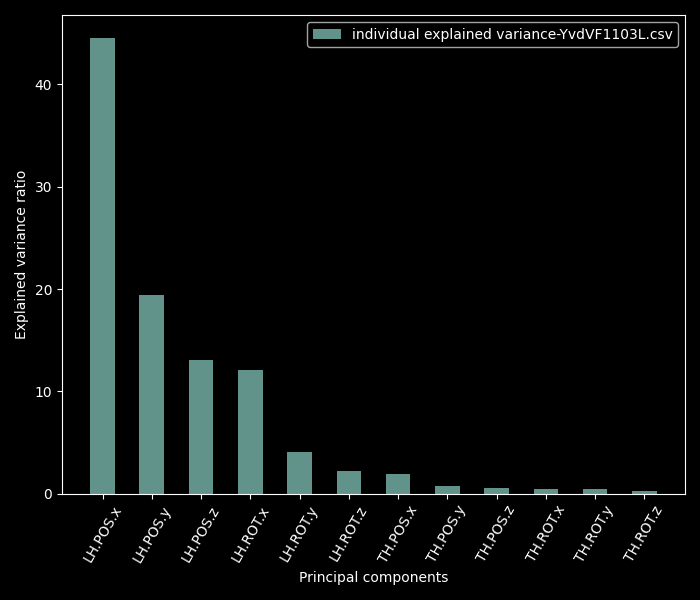 individual explained variance-YvdVF1103L.csv
Explained variance ratio
40
30
20
10
0
LH.POS.x
LH.POS.y
LH.POS.z
LH.ROT.x
LH.ROT.y
LH.ROT.z
TH.POS.x
TH.POS.y
TH.POS.z
TH.ROT.x
TH.ROT.y
TH.ROT.z
Principal components